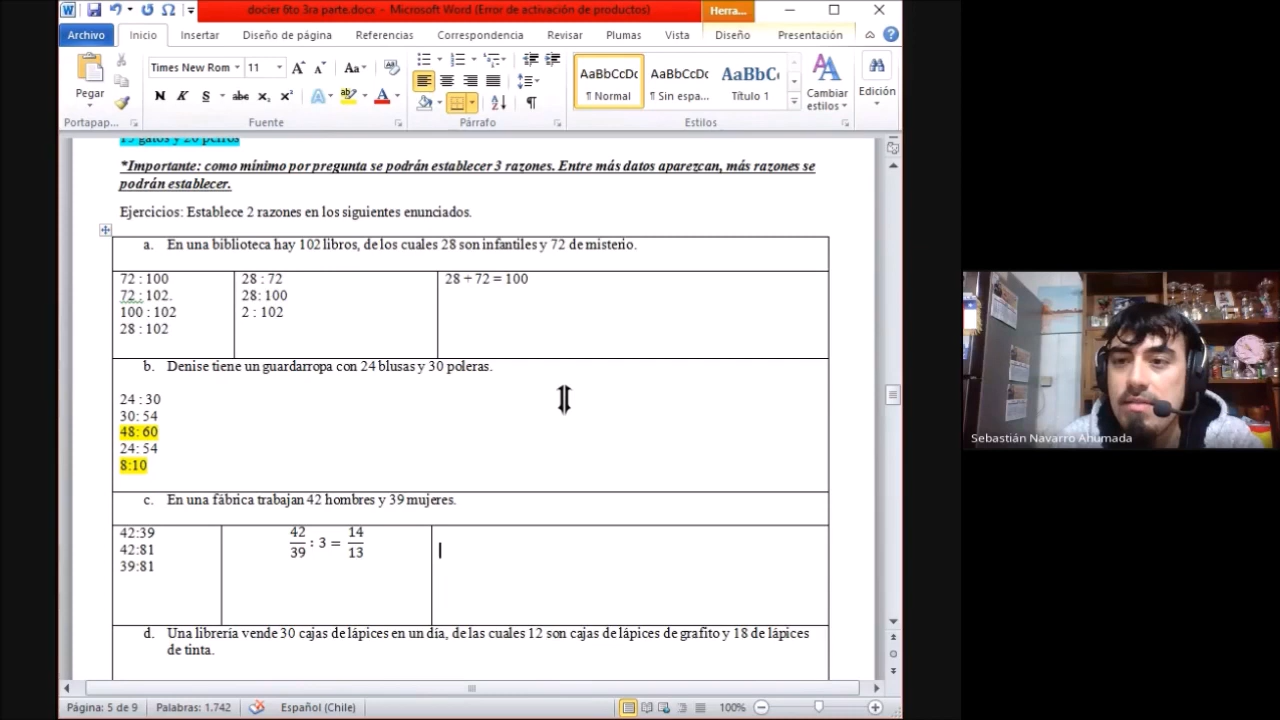 docier 6to 3ra parte.docx - Microsoft Word (Error de activación de productos)
Herra...
Archivo Inicio Insertar Diseño de página Referencias Correspondencia Revisar Plumas Vista Diseño Presentación
Pegar
Times New Rom 11
AaBbCcDc AaBbCcDc AaBbC
¶ Normal ¶ Sin espa... Título 1
Cambiar estilos
Edición
Portapap... Fuente Párrafo Estilos
15 gatos y 20 perros
*Importante: como mínimo por pregunta se podrán establecer 3 razones. Entre más datos aparezcan, más razones se
podrán establecer.
Ejercicios: Establece 2 razones en los siguientes enunciados.
a. En una biblioteca hay 102 libros, de los cuales 28 son infantiles y 72 de misterio.
72 : 100 28 : 72 28 + 72 = 100
72 : 102. 28: 100
100 : 102 2 : 102
28 : 102
b. Denise tiene un guardarropa con 24 blusas y 30 poleras.
24 : 30
30: 54
48: 60
24: 54
8:10
c. En una fábrica trabajan 42 hombres y 39 mujeres.
42:39 42/39 : 3 = 14/13
42:81
39:81
d. Una librería vende 30 cajas de lápices en un día, de las cuales 12 son cajas de lápices de grafito y 18 de lápices
de tinta.
Página: 5 de 9 Palabras: 1.742 Español (Chile) 100%
Sebastián Navarro Ahumada